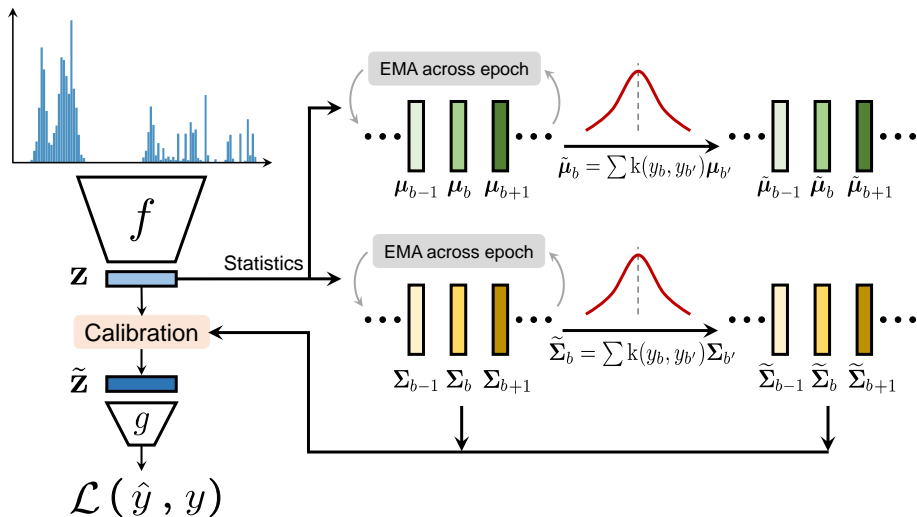 EMA across epoch
μ_{b-1} μ_b μ_{b+1}
μ̃_b = ∑ k(y_b, y_{b'})μ_{b'}
μ̃_{b-1} μ̃_b μ̃_{b+1}
f
z
Statistics
EMA across epoch
Calibration
Σ̃_b = ∑ k(y_b, y_{b'})Σ_{b'}
z̃
Σ_{b-1} Σ_b Σ_{b+1}
Σ̃_{b-1} Σ̃_b Σ̃_{b+1}
g
ℒ(ŷ, y)